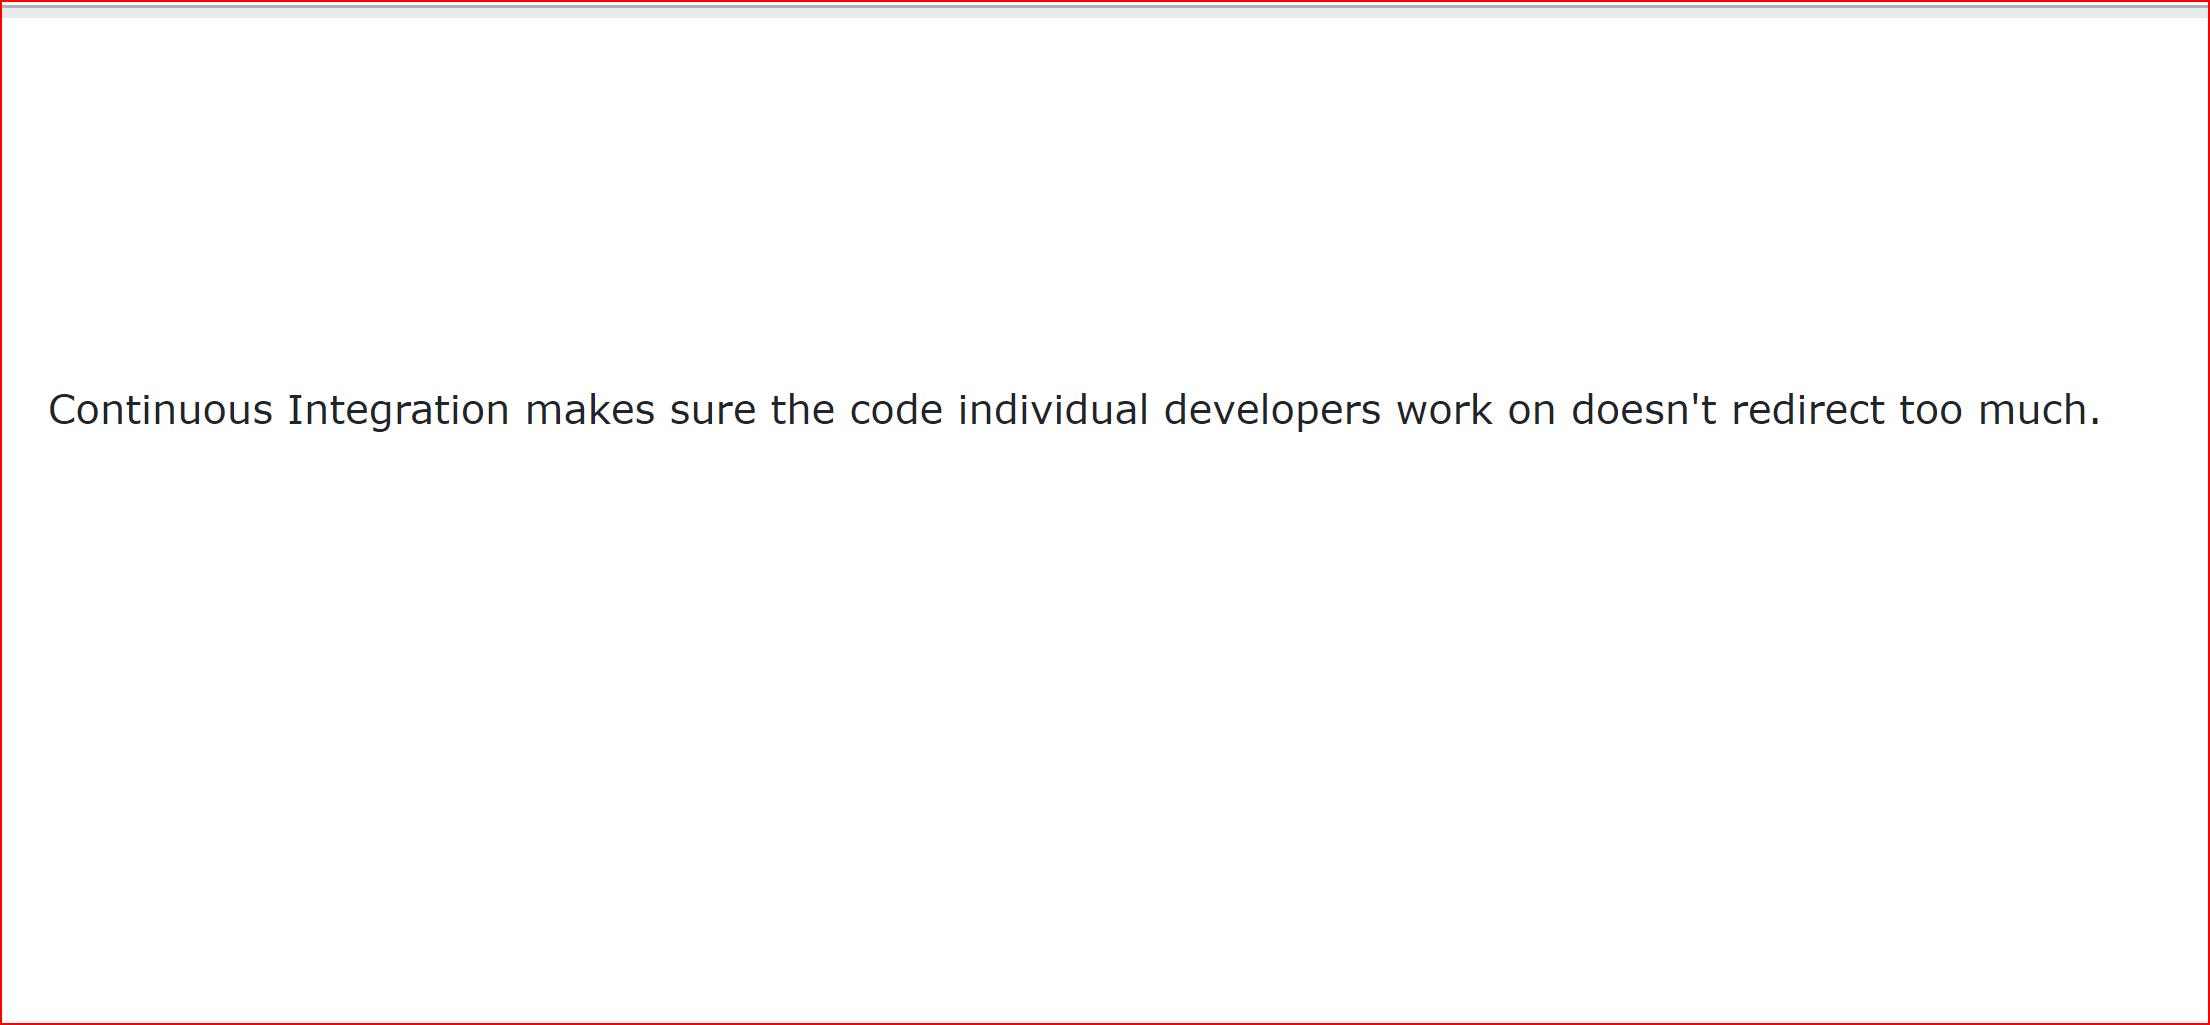 Continuous Integration makes sure the code individual developers work on doesn't redirect too much.